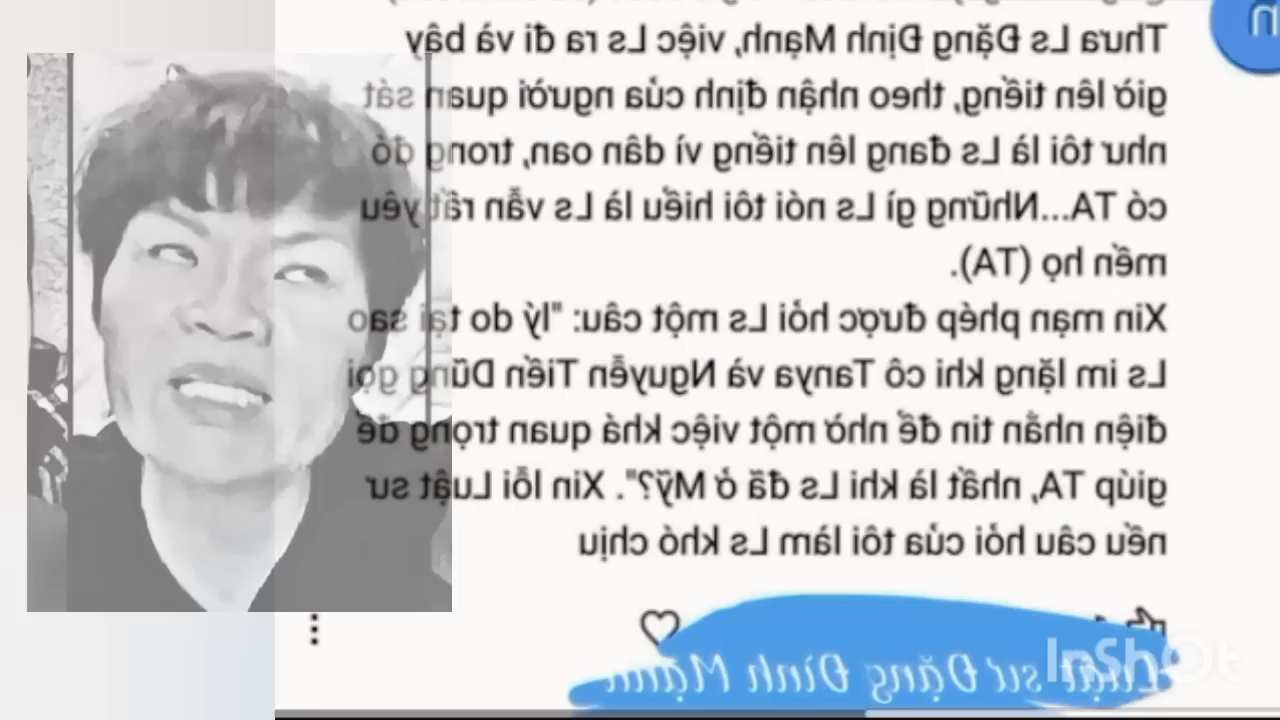 Thưa Ls Đặng Định Mạnh, việc Ls ra đi và bây
giờ lên tiếng, theo nhận định của người quan sát
như tôi là Ls đang lên tiếng vì dân oan, trong đó
có TA...Những gì Ls nói tôi hiểu là Ls vẫn rất yêu
mến họ (TA).
Xin mạn phép được hỏi Ls một câu: "lý do tại sao
Ls im lặng khi cô Tanya và Nguyễn Tiến Dũng gọi
điện nhắn tin để nhờ một việc khá quan trọng để
giúp TA, nhất là khi Ls đã ở Mỹ?". Xin lỗi Luật sư
nếu câu hỏi của tôi làm Ls khó chịu
Luật sư Đặng Đình Mạnh
InShOt